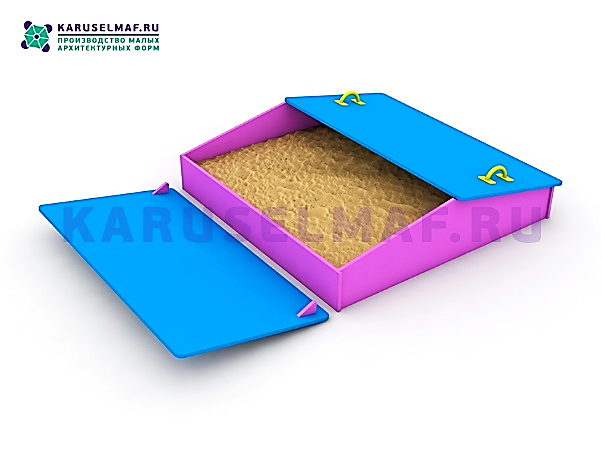 KARUSELMAF.RU
ПРОИЗВОДСТВО МАЛЫХ
АРХИТЕКТУРНЫХ ФОРМ
KARUSELMAF.RU